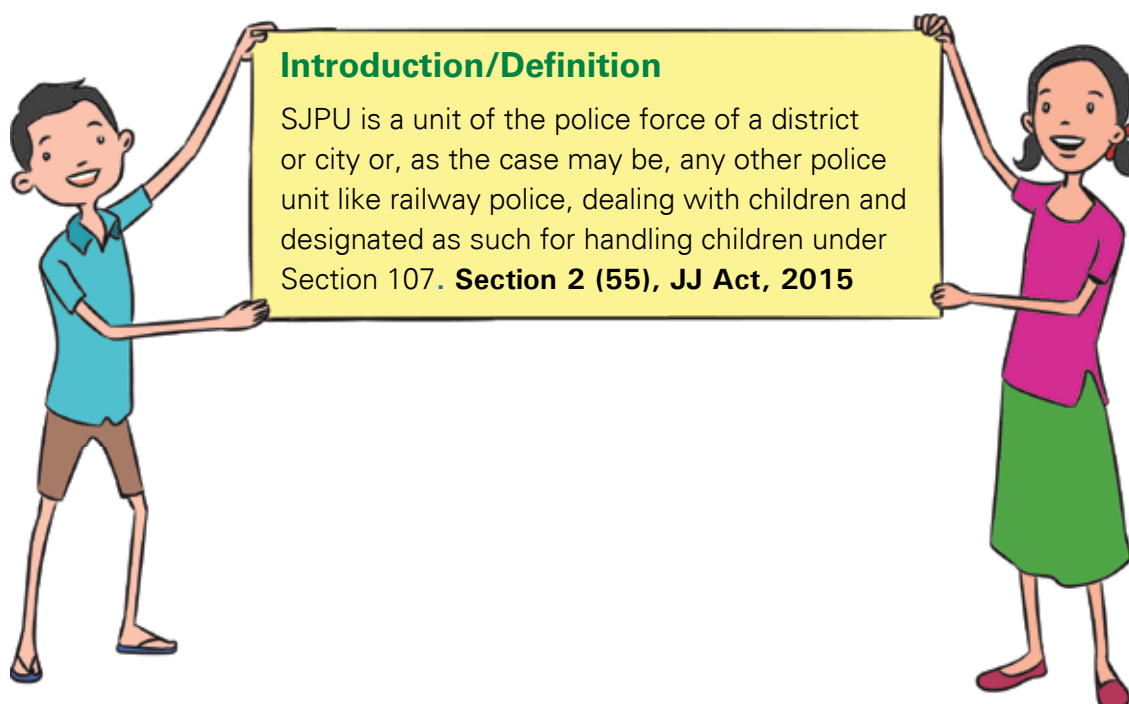 Introduction/Definition
SJPU is a unit of the police force of a district
or city or, as the case may be, any other police
unit like railway police, dealing with children and
designated as such for handling children under
Section 107. Section 2 (55), JJ Act, 2015